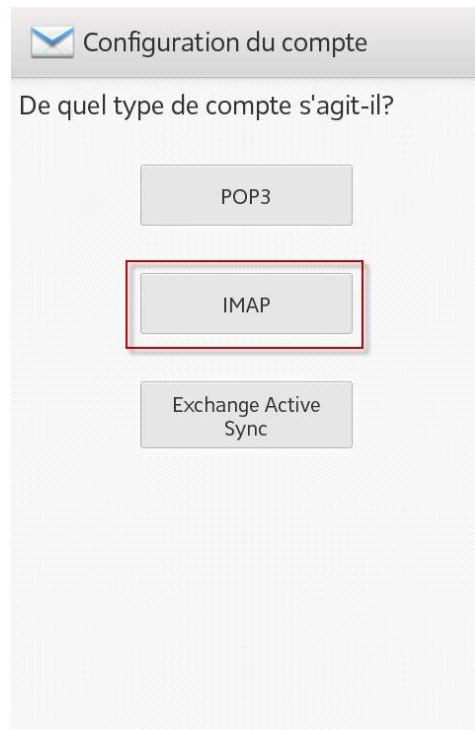 Configuration du compte
De quel type de compte s'agit-il?
POP3
IMAP
Exchange Active
Sync